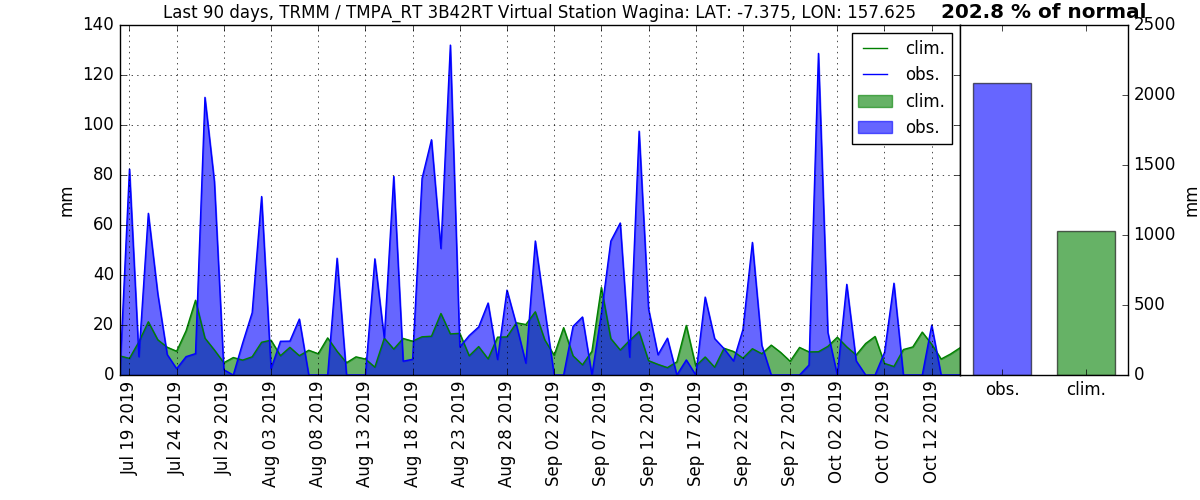 Last 90 days, TRMM / TMPA_RT 3B42RT Virtual Station Wagina: LAT: -7.375, LON: 157.625
202.8 % of normal
140
120
100
80
60
40
20
0
mm
clim.
obs.
clim.
obs.
2500
2000
1500
1000
500
0
mm
Jul 19 2019
Jul 24 2019
Jul 29 2019
Aug 03 2019
Aug 08 2019
Aug 13 2019
Aug 18 2019
Aug 23 2019
Aug 28 2019
Sep 02 2019
Sep 07 2019
Sep 12 2019
Sep 17 2019
Sep 22 2019
Sep 27 2019
Oct 02 2019
Oct 07 2019
Oct 12 2019
obs.
clim.